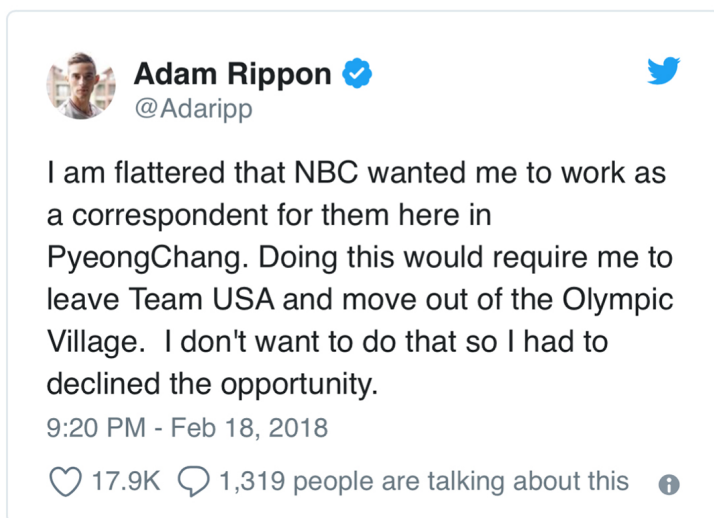 Adam Rippon
@Adaripp
I am flattered that NBC wanted me to work as
a correspondent for them here in
PyeongChang. Doing this would require me to
leave Team USA and move out of the Olympic
Village.  I don't want to do that so I had to
declined the opportunity.
9:20 PM - Feb 18, 2018
17.9K 1,319 people are talking about this